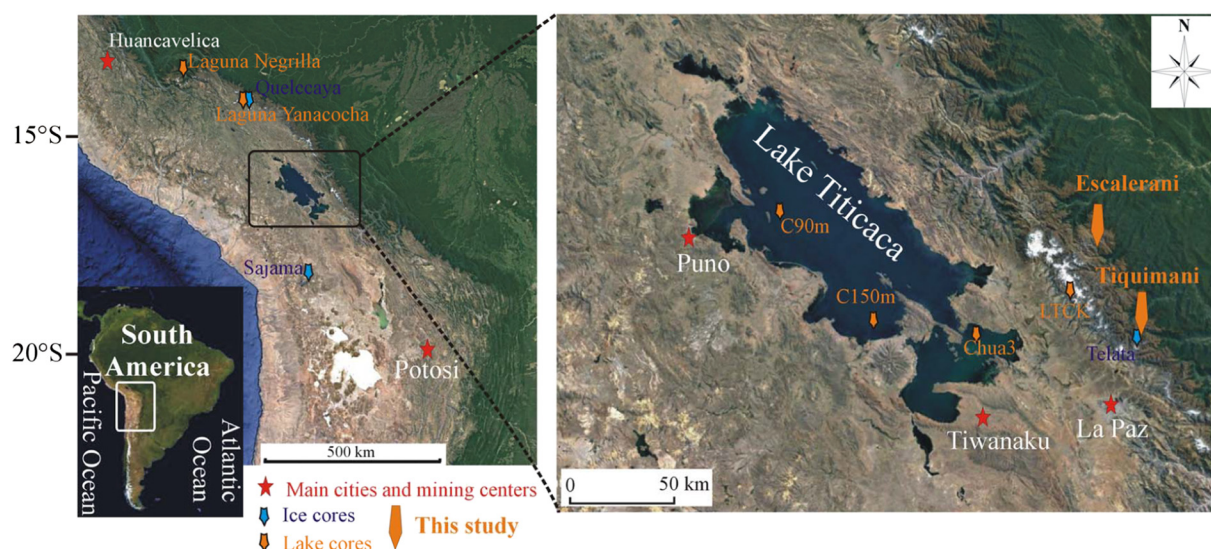 Huancavelica
Laguna Negrilla
Quelccaya
Laguna Yanacocha
15°S
Sajama
20°S
Potosi
South
America
Pacific Ocean
Atlantic
Ocean
500 km
Main cities and mining centers
Ice cores
Lake cores
This study
N
Lake Titicaca
Escalerani
C90m
Puno
Tiquimani
LTCK
C150m
Chua3
Telata
Tiwanaku
La Paz
0
50 km